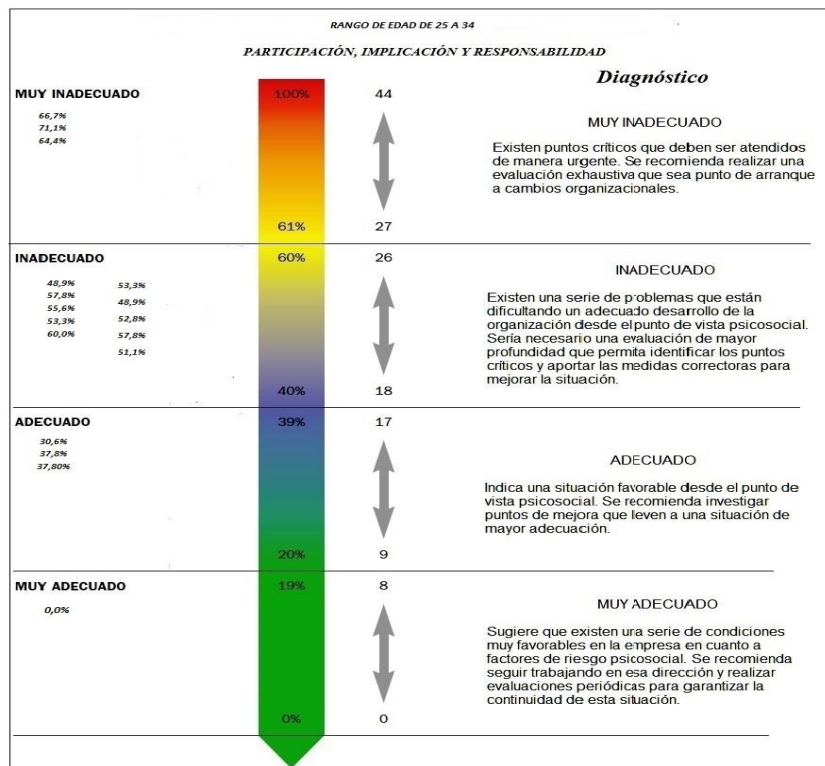 RANGO DE EDAD DE 25 A 34
PARTICIPACIÓN, IMPLICACIÓN Y RESPONSABILIDAD
Diagnóstico
MUY INADECUADO
66,7%
71,1%
64,4%
100%
44
61%
27
MUY INADECUADO
Existen puntos críticos que deben ser atendidos
de manera urgente. Se recomienda realizar una
evaluación exhaustiva que sea punto de arranque
a cambios organizacionales.
INADECUADO
48,9%
57,8%
55,6%
53,3%
60,0%
53,3%
48,9%
52,8%
57,8%
51,1%
60%
26
40%
18
INADECUADO
Existen una serie de problemas que están
dificultando un adecuado desarrollo de la
organización desde el punto de vista psicosocial.
Sería necesario una evaluación de mayor
profundidad que permita identificar los puntos
críticos y aportar las medidas correctoras para
mejorar la situación.
ADECUADO
30,6%
37,8%
37,80%
39%
17
20%
9
ADECUADO
Indica una situación favorable desde el punto de
vista psicosocial. Se recomienda investigar
puntos de mejora que leven a una situación de
mayor adecuación.
MUY ADECUADO
0,0%
19%
8
0%
0
MUY ADECUADO
Sugiere que existen una serie de condiciones
muy favorables en la empresa en cuanto a
factores de riesgo psicosocial. Se recomienda
seguir trabajando en esa dirección y realizar
evaluaciones periódicas para garantizar la
continuidad de esta situación.